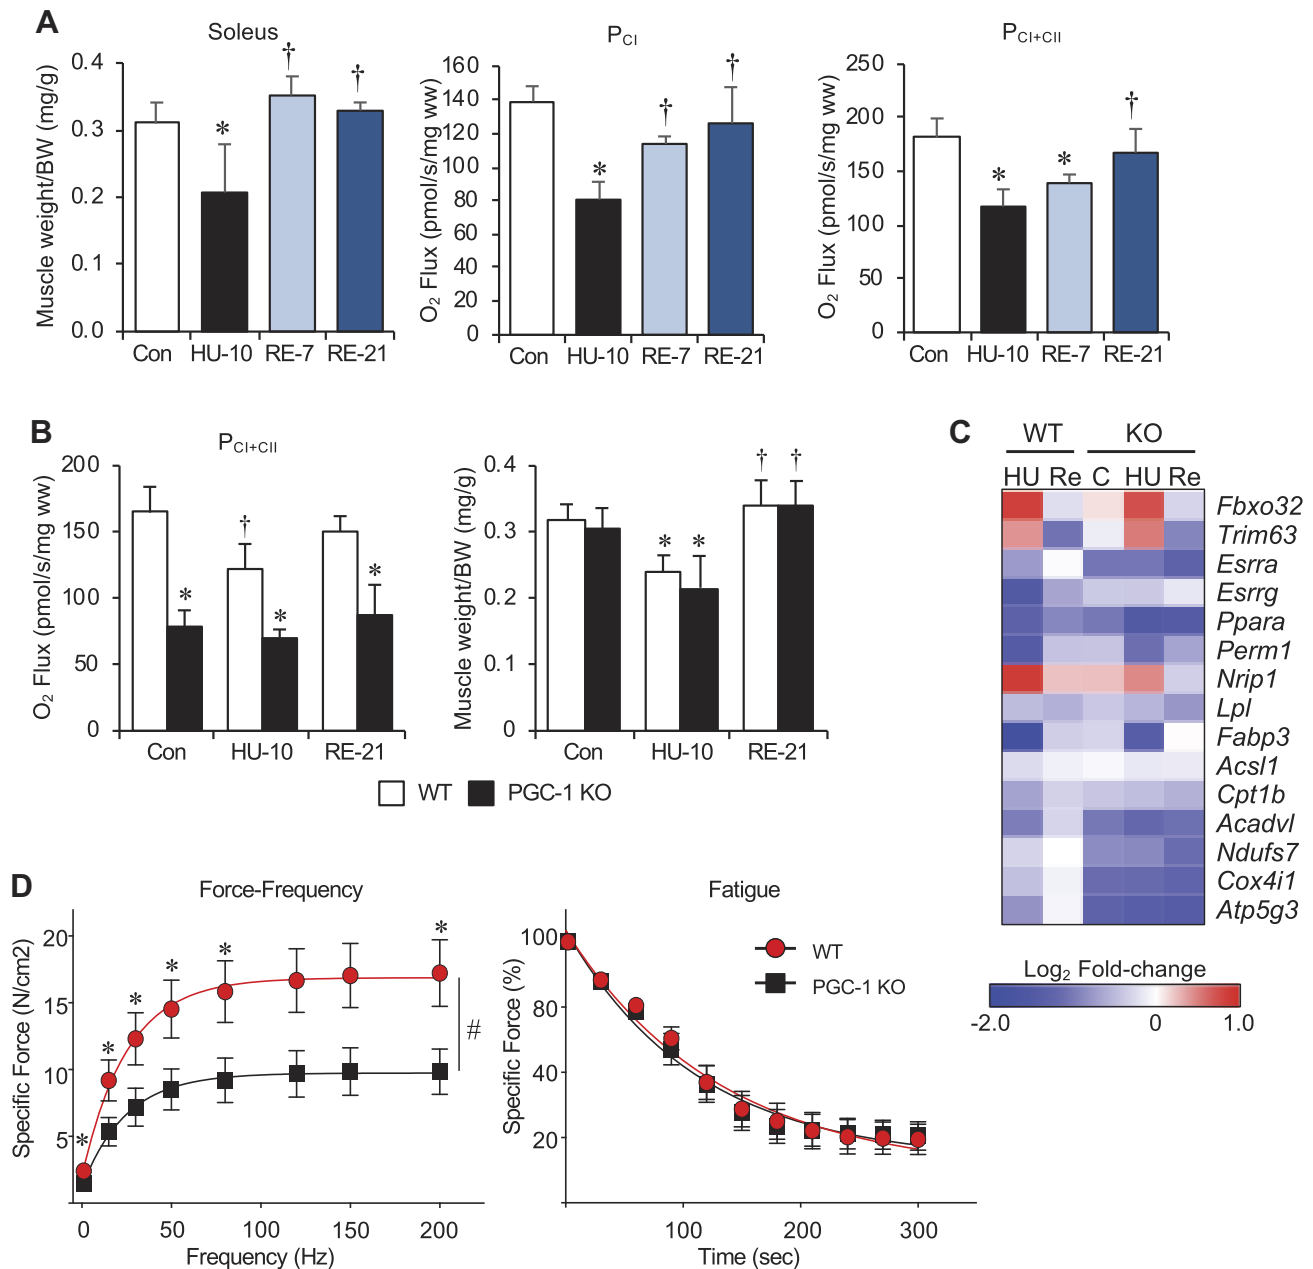 A
Soleus
Muscle weight/BW (mg/g)
0.4
0.3
0.2
0.1
0.0
*
†
†
Con HU-10 RE-7 RE-21
P_CI
O2 Flux (pmol/s/mg ww)
160
140
120
100
80
60
40
20
0
*
†
†
Con HU-10 RE-7 RE-21
P_CI+CII
O2 Flux (pmol/s/mg ww)
250
200
150
100
50
0
*
*
†
Con HU-10 RE-7 RE-21
B
P_CI+CII
O2 Flux (pmol/s/mg ww)
200
150
100
50
0
*
†
*
*
Con HU-10 RE-21
Muscle weight/BW (mg/g)
0.4
0.3
0.2
0.1
0
* *
† †
Con HU-10 RE-21
WT PGC-1 KO
C
WT KO
HU Re C HU Re
Fbxo32
Trim63
Esrra
Esrrg
Ppara
Perm1
Nrip1
Lpl
Fabp3
Acsl1
Cpt1b
Acadvl
Ndufs7
Cox4i1
Atp5g3
Log2 Fold-change
-2.0 0 1.0
D
Force-Frequency
Specific Force (N/cm2)
20
15
10
5
* * * * * *
#
0 50 100 150 200
Frequency (Hz)
Fatigue
Specific Force (%)
100
80
40
20
WT
PGC-1 KO
100 200 300
Time (sec)